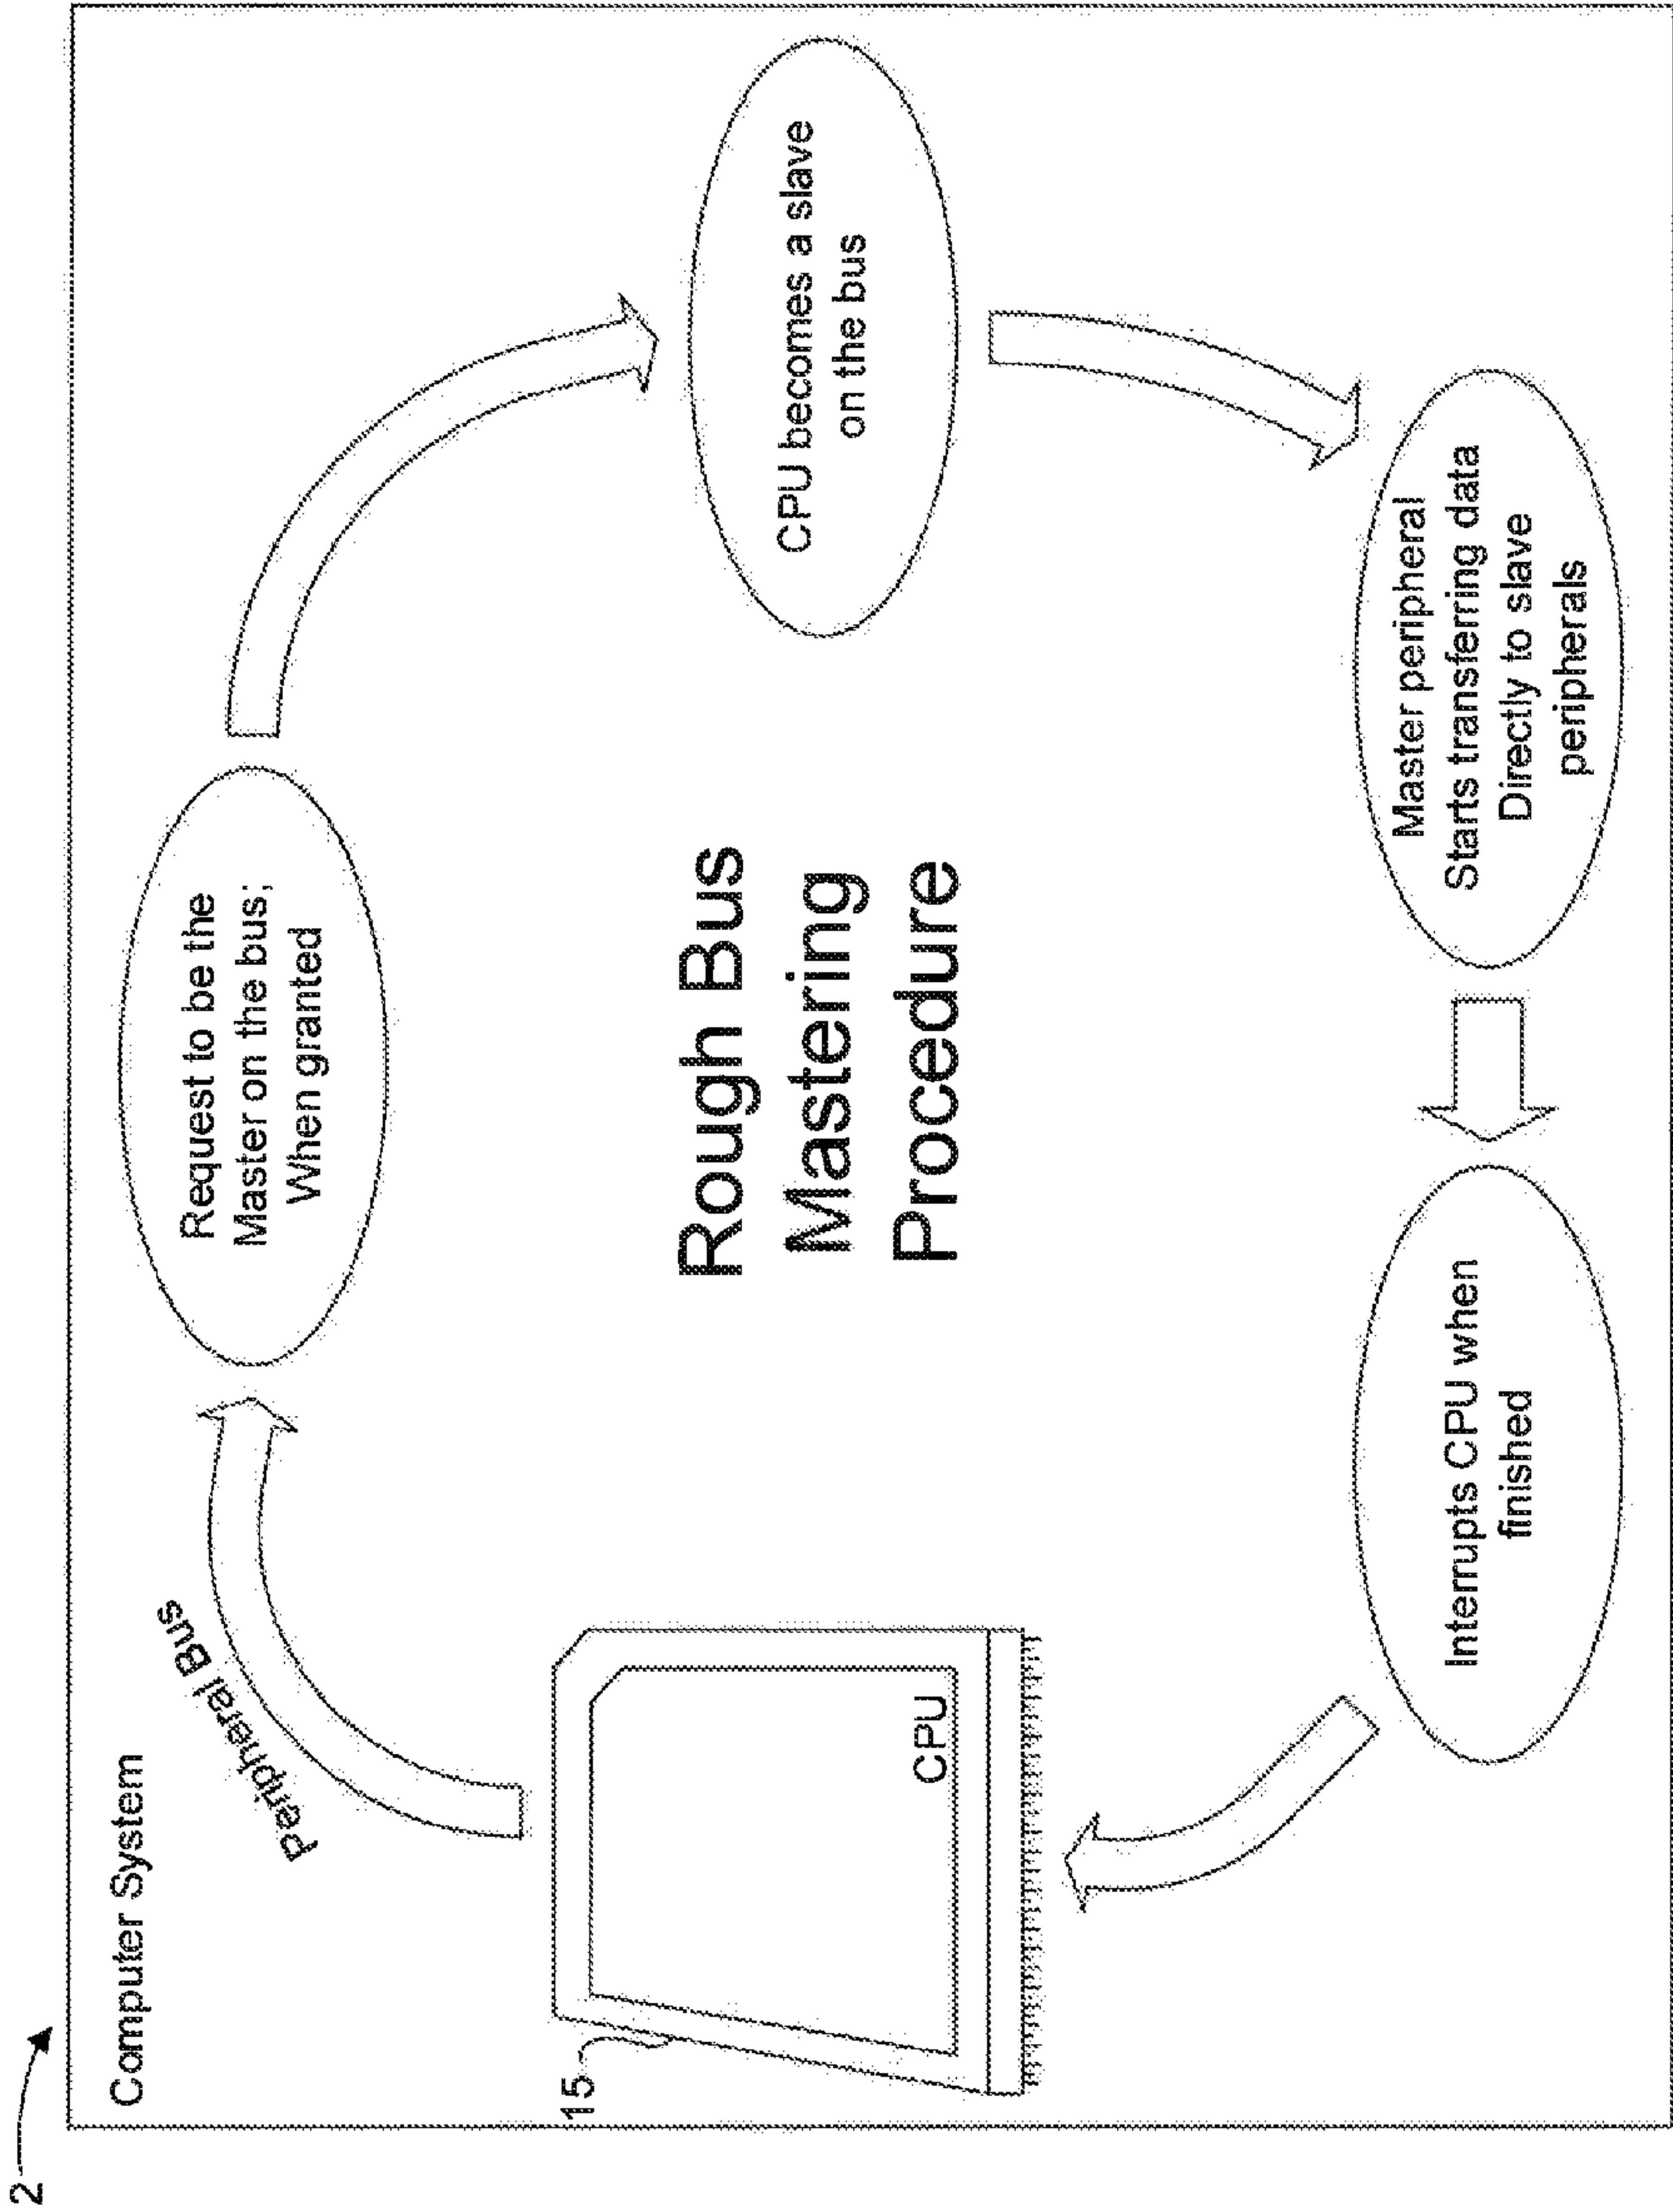 2
Computer System
Peripheral Bus
Request to be the
Master on the bus;
When granted
15
CPU
Rough Bus
Mastering
Procedure
CPU becomes a slave
on the bus
Interrupts CPU when
finished
Master peripheral
Starts transferring data
Directly to slave
peripherals